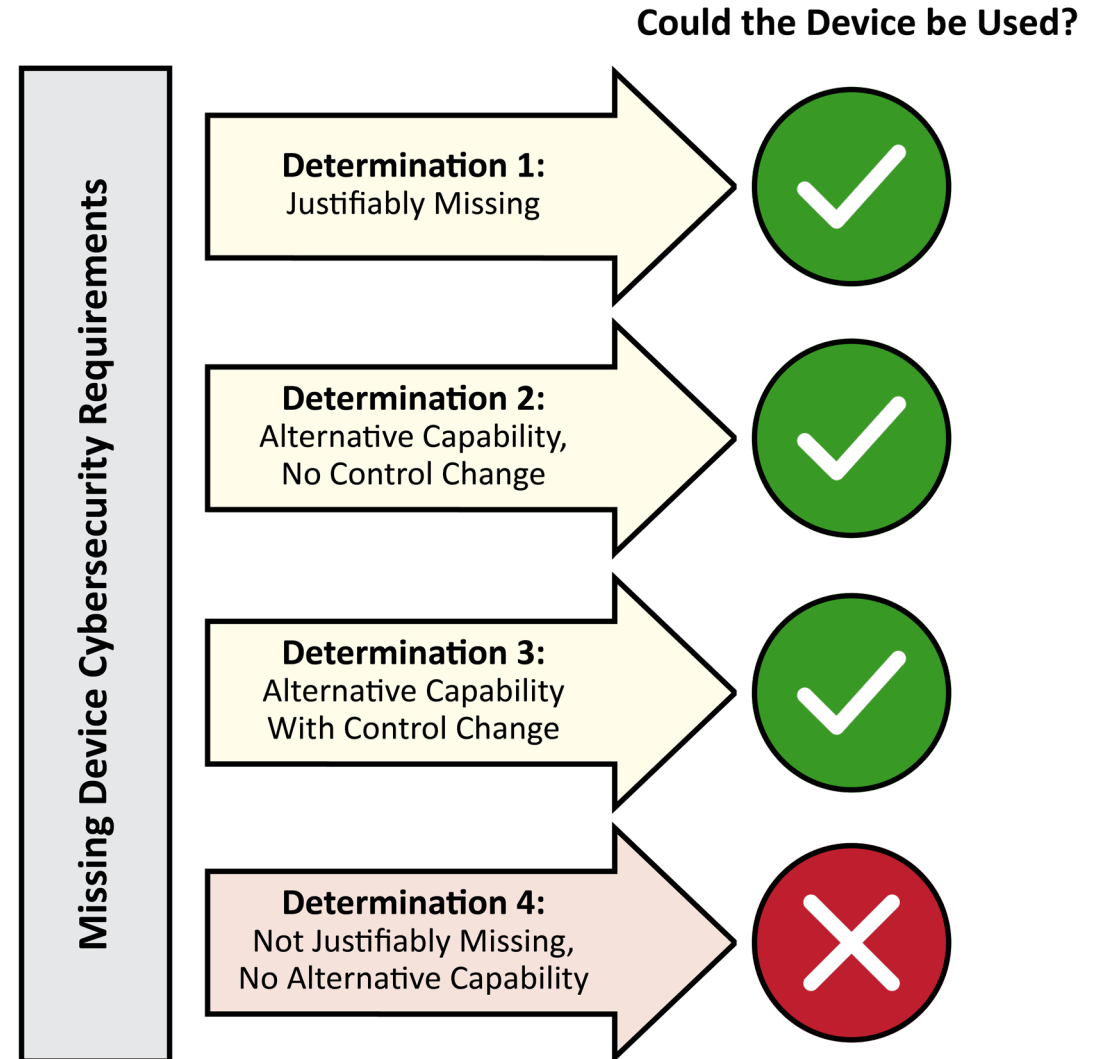 Could the Device be Used?
Missing Device Cybersecurity Requirements
Determination 1:
Justifiably Missing
Determination 2:
Alternative Capability,
No Control Change
Determination 3:
Alternative Capability
With Control Change
Determination 4:
Not Justifiably Missing,
No Alternative Capability